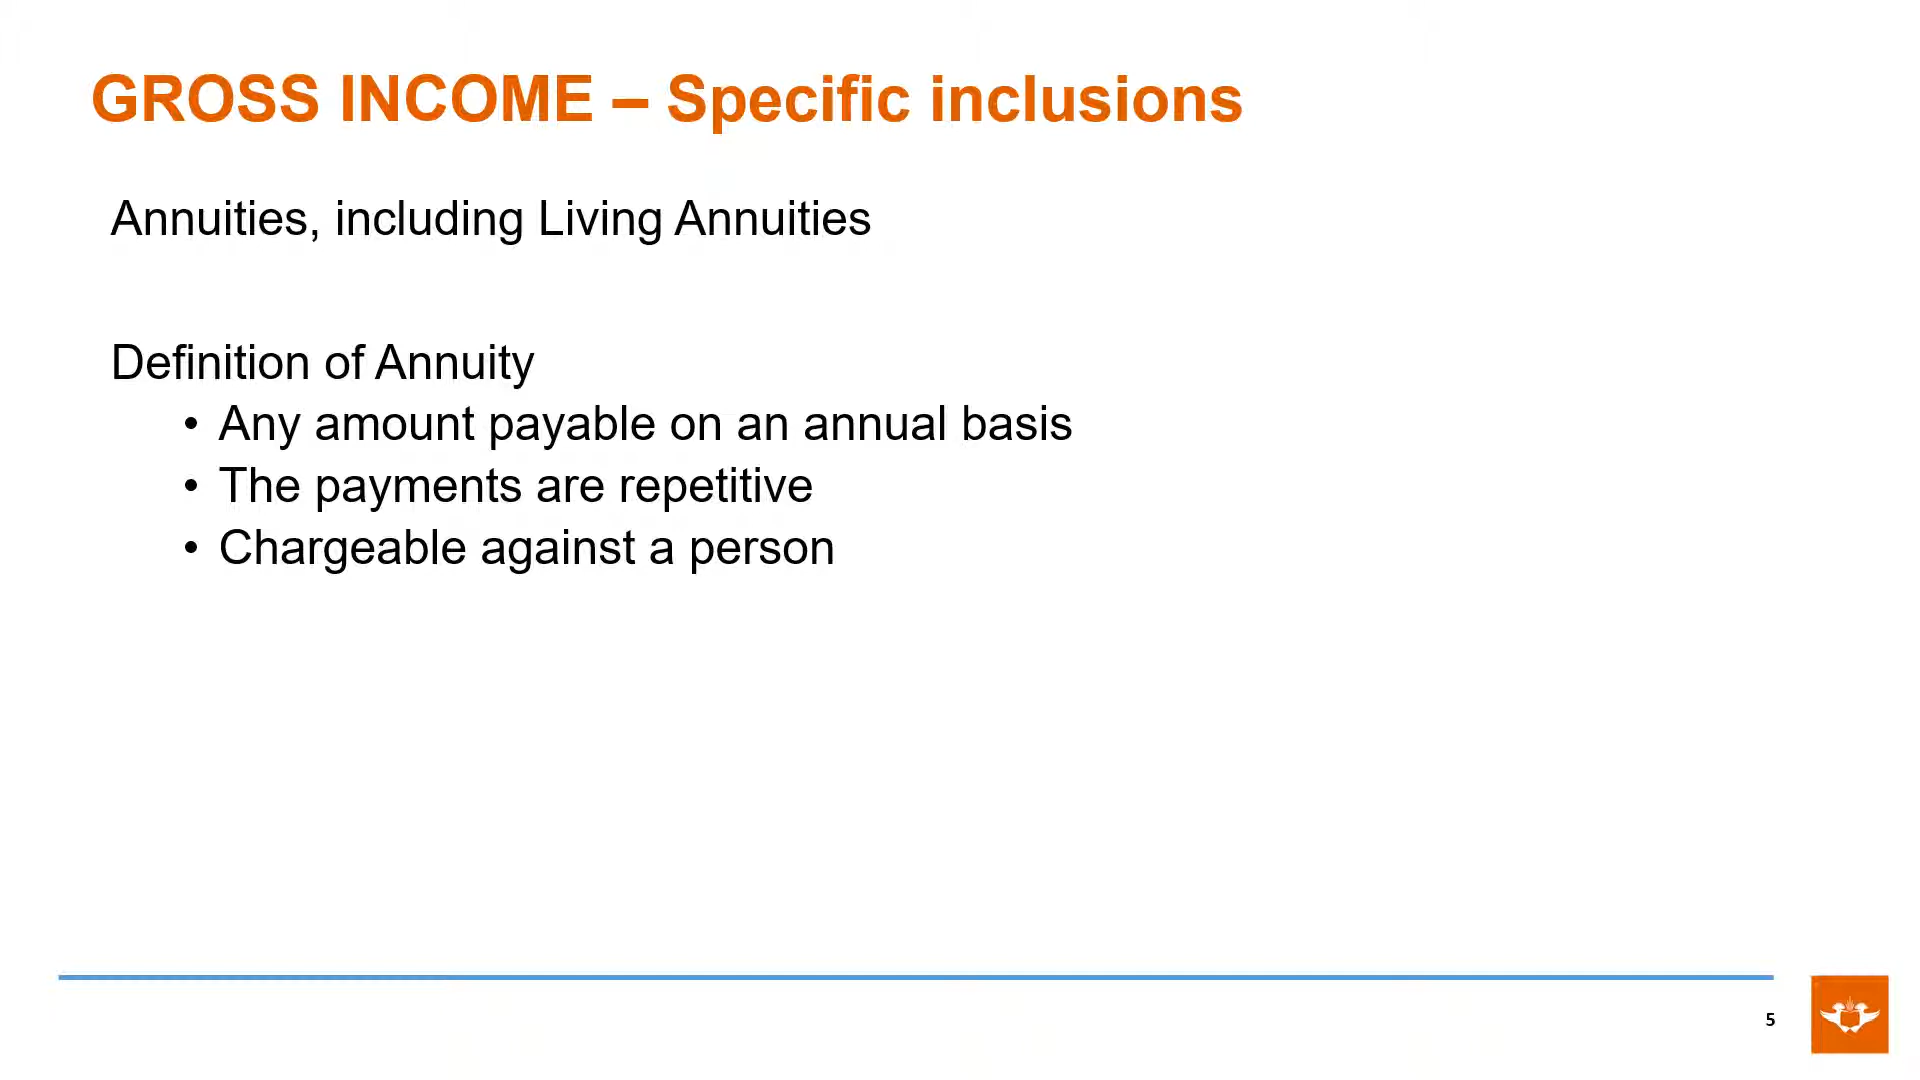 GROSS INCOME – Specific inclusions
Annuities, including Living Annuities
Definition of Annuity
• Any amount payable on an annual basis
• The payments are repetitive
• Chargeable against a person
5